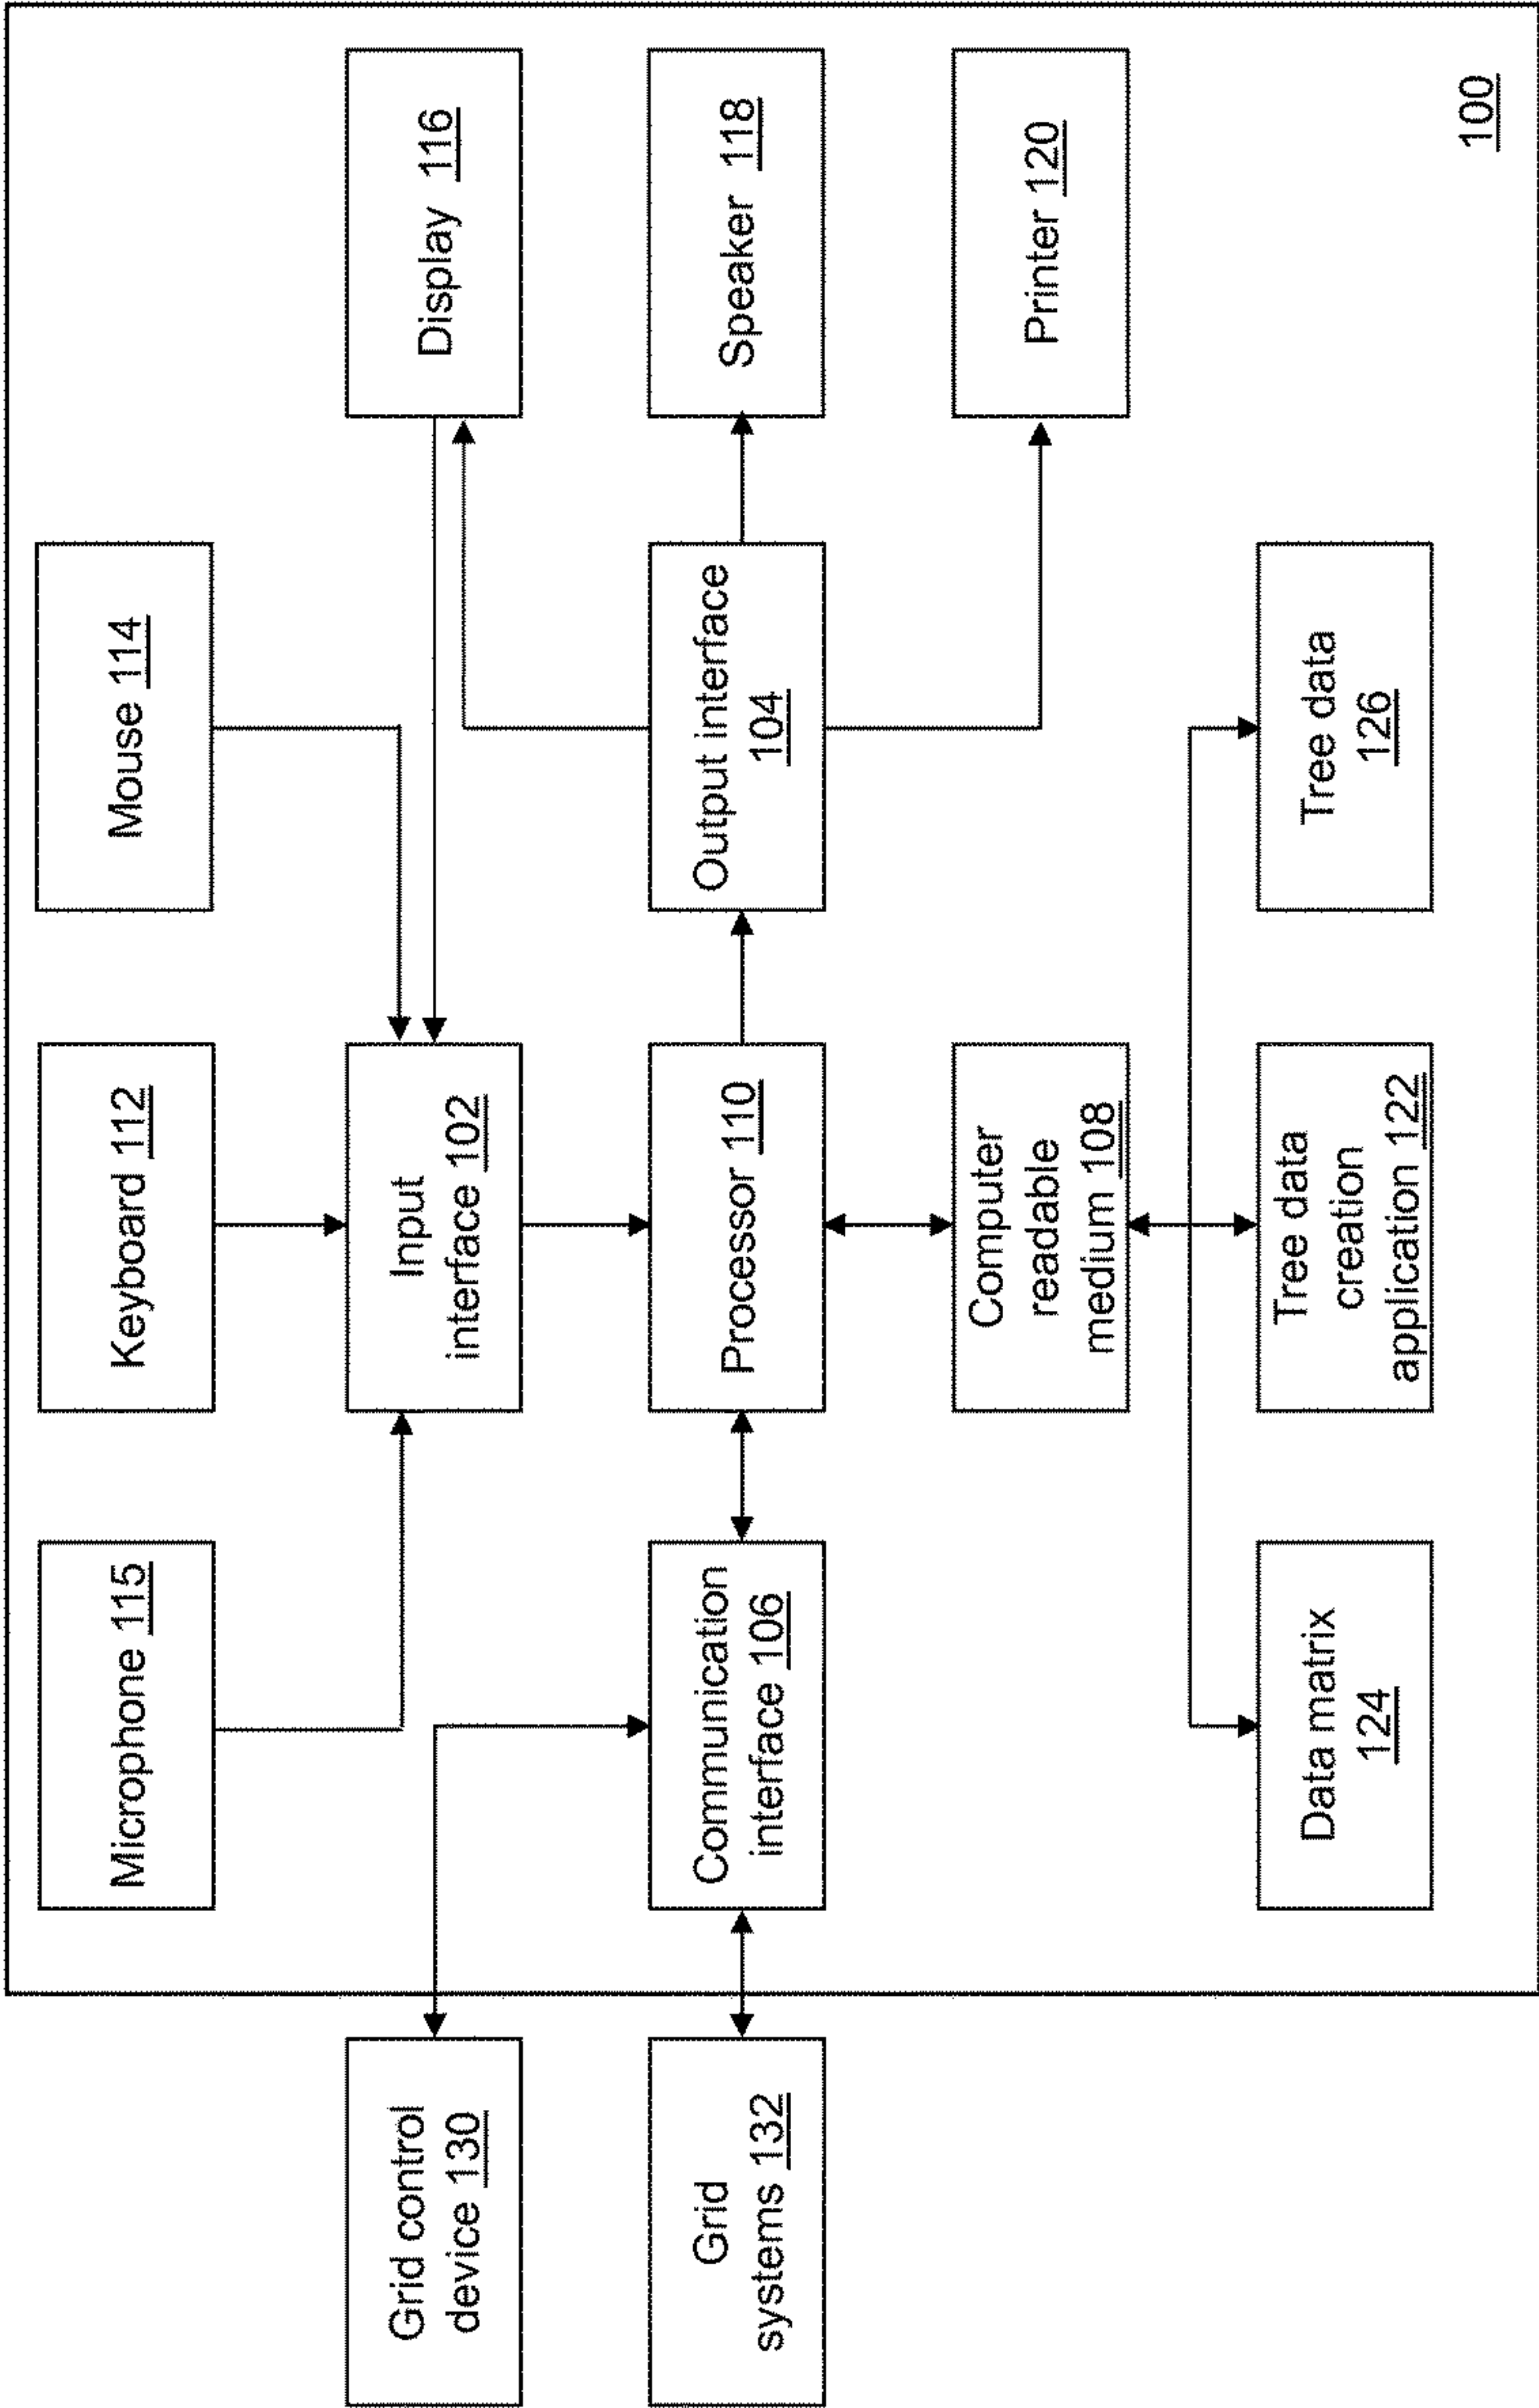 Microphone 115
Keyboard 112
Mouse 114
Grid control
device 130
Input
interface 102
Display 116
Grid
systems 132
Communication
interface 106
Processor 110
Output interface
104
Speaker 118
Computer
readable
medium 108
Printer 120
Data matrix
124
Tree data
creation
application 122
Tree data
126
100